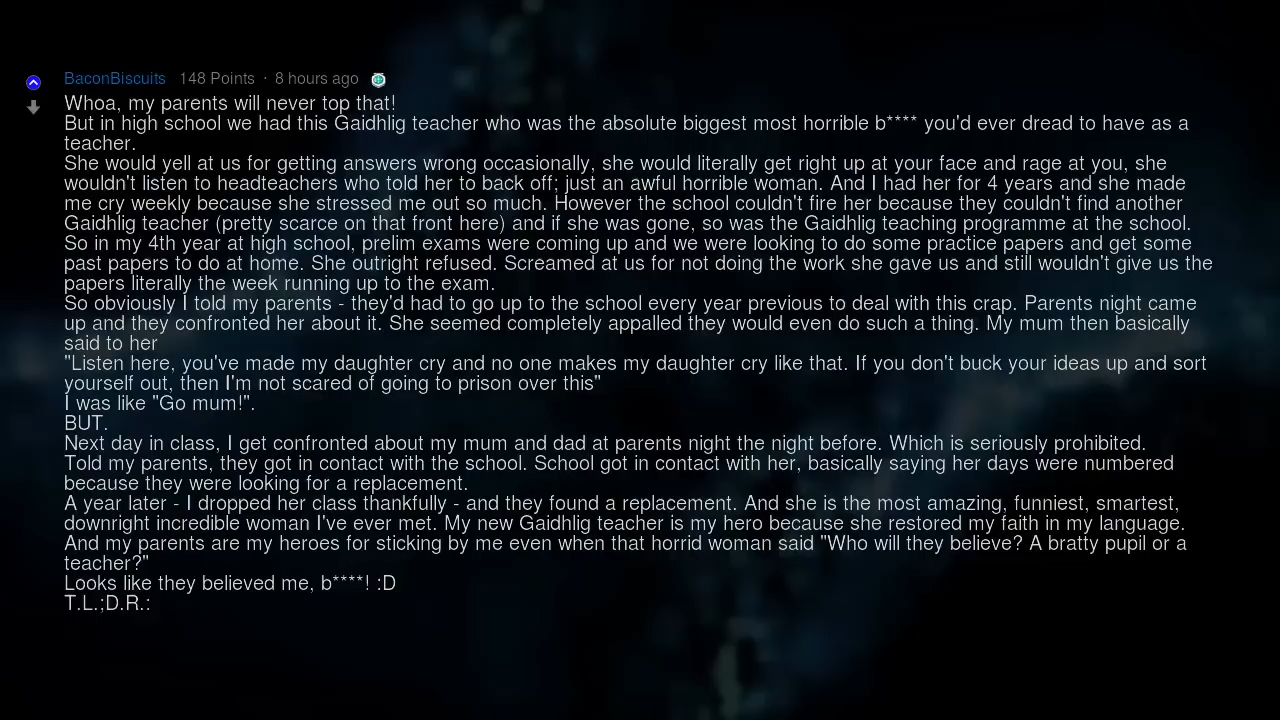 BaconBiscuits 148 Points · 8 hours ago
Whoa, my parents will never top that!
But in high school we had this Gaidhlig teacher who was the absolute biggest most horrible b**** you'd ever dread to have as a
teacher.
She would yell at us for getting answers wrong occasionally, she would literally get right up at your face and rage at you, she
wouldn't listen to headteachers who told her to back off; just an awful horrible woman. And I had her for 4 years and she made
me cry weekly because she stressed me out so much. However the school couldn't fire her because they couldn't find another
Gaidhlig teacher (pretty scarce on that front here) and if she was gone, so was the Gaidhlig teaching programme at the school.
So in my 4th year at high school, prelim exams were coming up and we were looking to do some practice papers and get some
past papers to do at home. She outright refused. Screamed at us for not doing the work she gave us and still wouldn't give us the
papers literally the week running up to the exam.
So obviously I told my parents - they'd had to go up to the school every year previous to deal with this crap. Parents night came
up and they confronted her about it. She seemed completely appalled they would even do such a thing. My mum then basically
said to her
"Listen here, you've made my daughter cry and no one makes my daughter cry like that. If you don't buck your ideas up and sort
yourself out, then I'm not scared of going to prison over this"
I was like "Go mum!".
BUT.
Next day in class, I get confronted about my mum and dad at parents night the night before. Which is seriously prohibited.
Told my parents, they got in contact with the school. School got in contact with her, basically saying her days were numbered
because they were looking for a replacement.
A year later - I dropped her class thankfully - and they found a replacement. And she is the most amazing, funniest, smartest,
downright incredible woman I've ever met. My new Gaidhlig teacher is my hero because she restored my faith in my language.
And my parents are my heroes for sticking by me even when that horrid woman said "Who will they believe? A bratty pupil or a
teacher?"
Looks like they believed me, b****! :D
T.L.;D.R.: